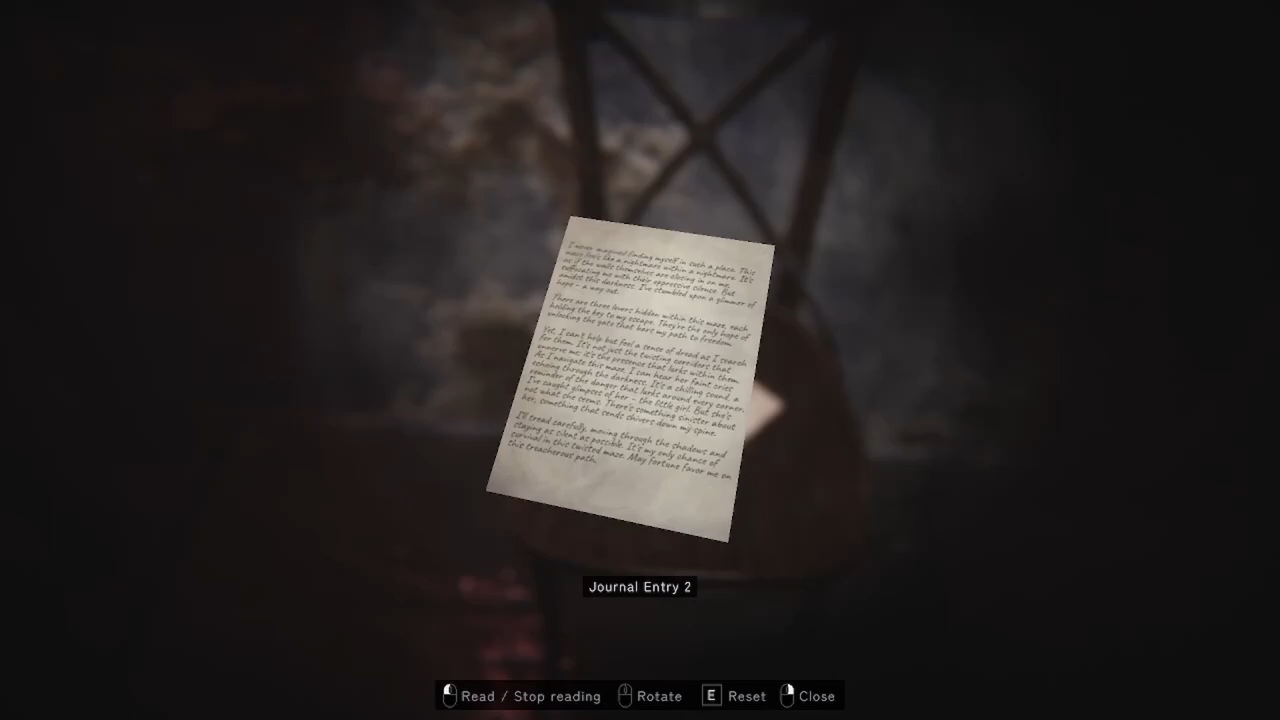 I never imagined finding myself in such a place. This
maze feels like a nightmare within a nightmare. It's
as if the walls themselves are closing in on me,
suffocating me with their oppressive silence. But
amidst this darkness, I've stumbled upon a glimmer of
hope - a way out.
There are three levers hidden within this maze, each
holding the key to my escape. They're the only hope of
unlocking the gate that bars my path to freedom.
Yet, I can't help but feel a sense of dread as I search
for them. It's not just the twisting corridors that
unnerve me; it's the presence that lurks within them.
As I navigate this maze, I can hear her faint cries
echoing through the darkness. It's a chilling sound, a
reminder of the danger that lurks around every corner.
I've caught glimpses of her - the little girl. But she's
not what she seems. There's something sinister about
her, something that sends shivers down my spine.
I'll tread carefully, moving through the shadows and
staying as silent as possible. It's my only chance of
survival in this twisted maze. May fortune favor me on
this treacherous path.
Journal Entry 2
Read / Stop reading Rotate E Reset Close